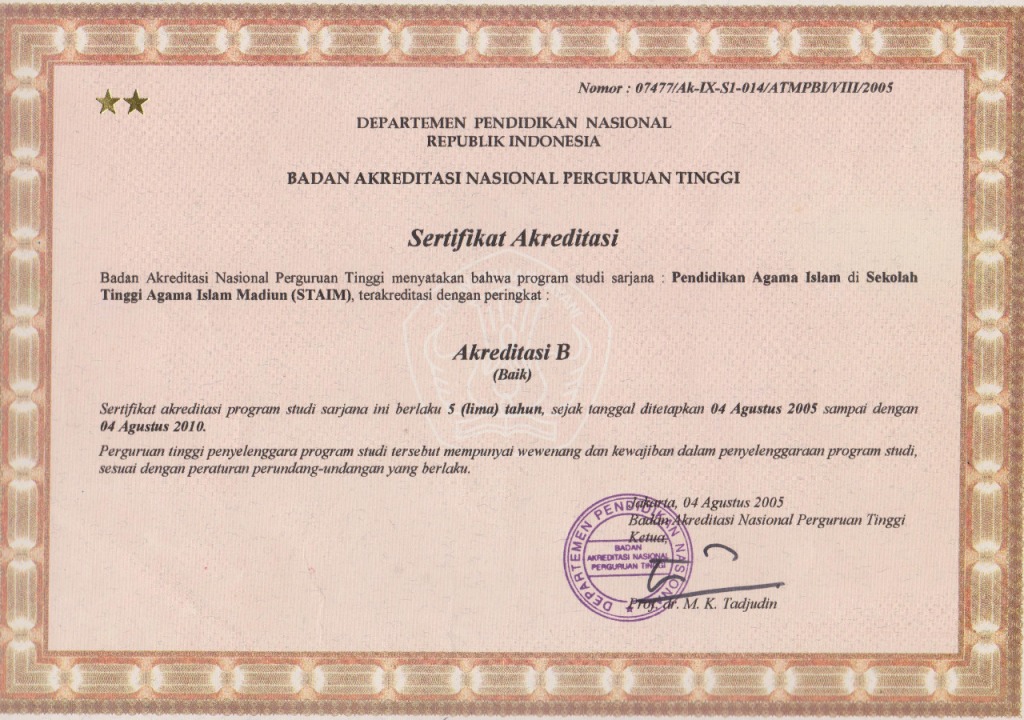 Nomor : 07477/Ak-IX-S1-014/ATMPBI/VIII/2005
DEPARTEMEN PENDIDIKAN NASIONAL
REPUBLIK INDONESIA
BADAN AKREDITASI NASIONAL PERGURUAN TINGGI
Sertifikat Akreditasi
Badan Akreditasi Nasional Perguruan Tinggi menyatakan bahwa program studi sarjana : Pendidikan Agama Islam di Sekolah
Tinggi Agama Islam Madiun (STAIM), terakreditasi dengan peringkat :
Akreditasi B
(Baik)
Sertifikat akreditasi program studi sarjana ini berlaku 5 (lima) tahun, sejak tanggal ditetapkan 04 Agustus 2005 sampai dengan
04 Agustus 2010.
Perguruan tinggi penyelenggara program studi tersebut mempunyai wewenang dan kewajiban dalam penyelenggaraan program studi,
sesuai dengan peraturan perundang-undangan yang berlaku.
Jakarta, 04 Agustus 2005
Badan Akreditasi Nasional Perguruan Tinggi
Ketua,
DEPARTEMEN PENDIDIKAN NASIONAL
BADAN
AKREDITASI NASIONAL
PERGURUAN TINGGI
Prof. dr. M. K. Tadjudin